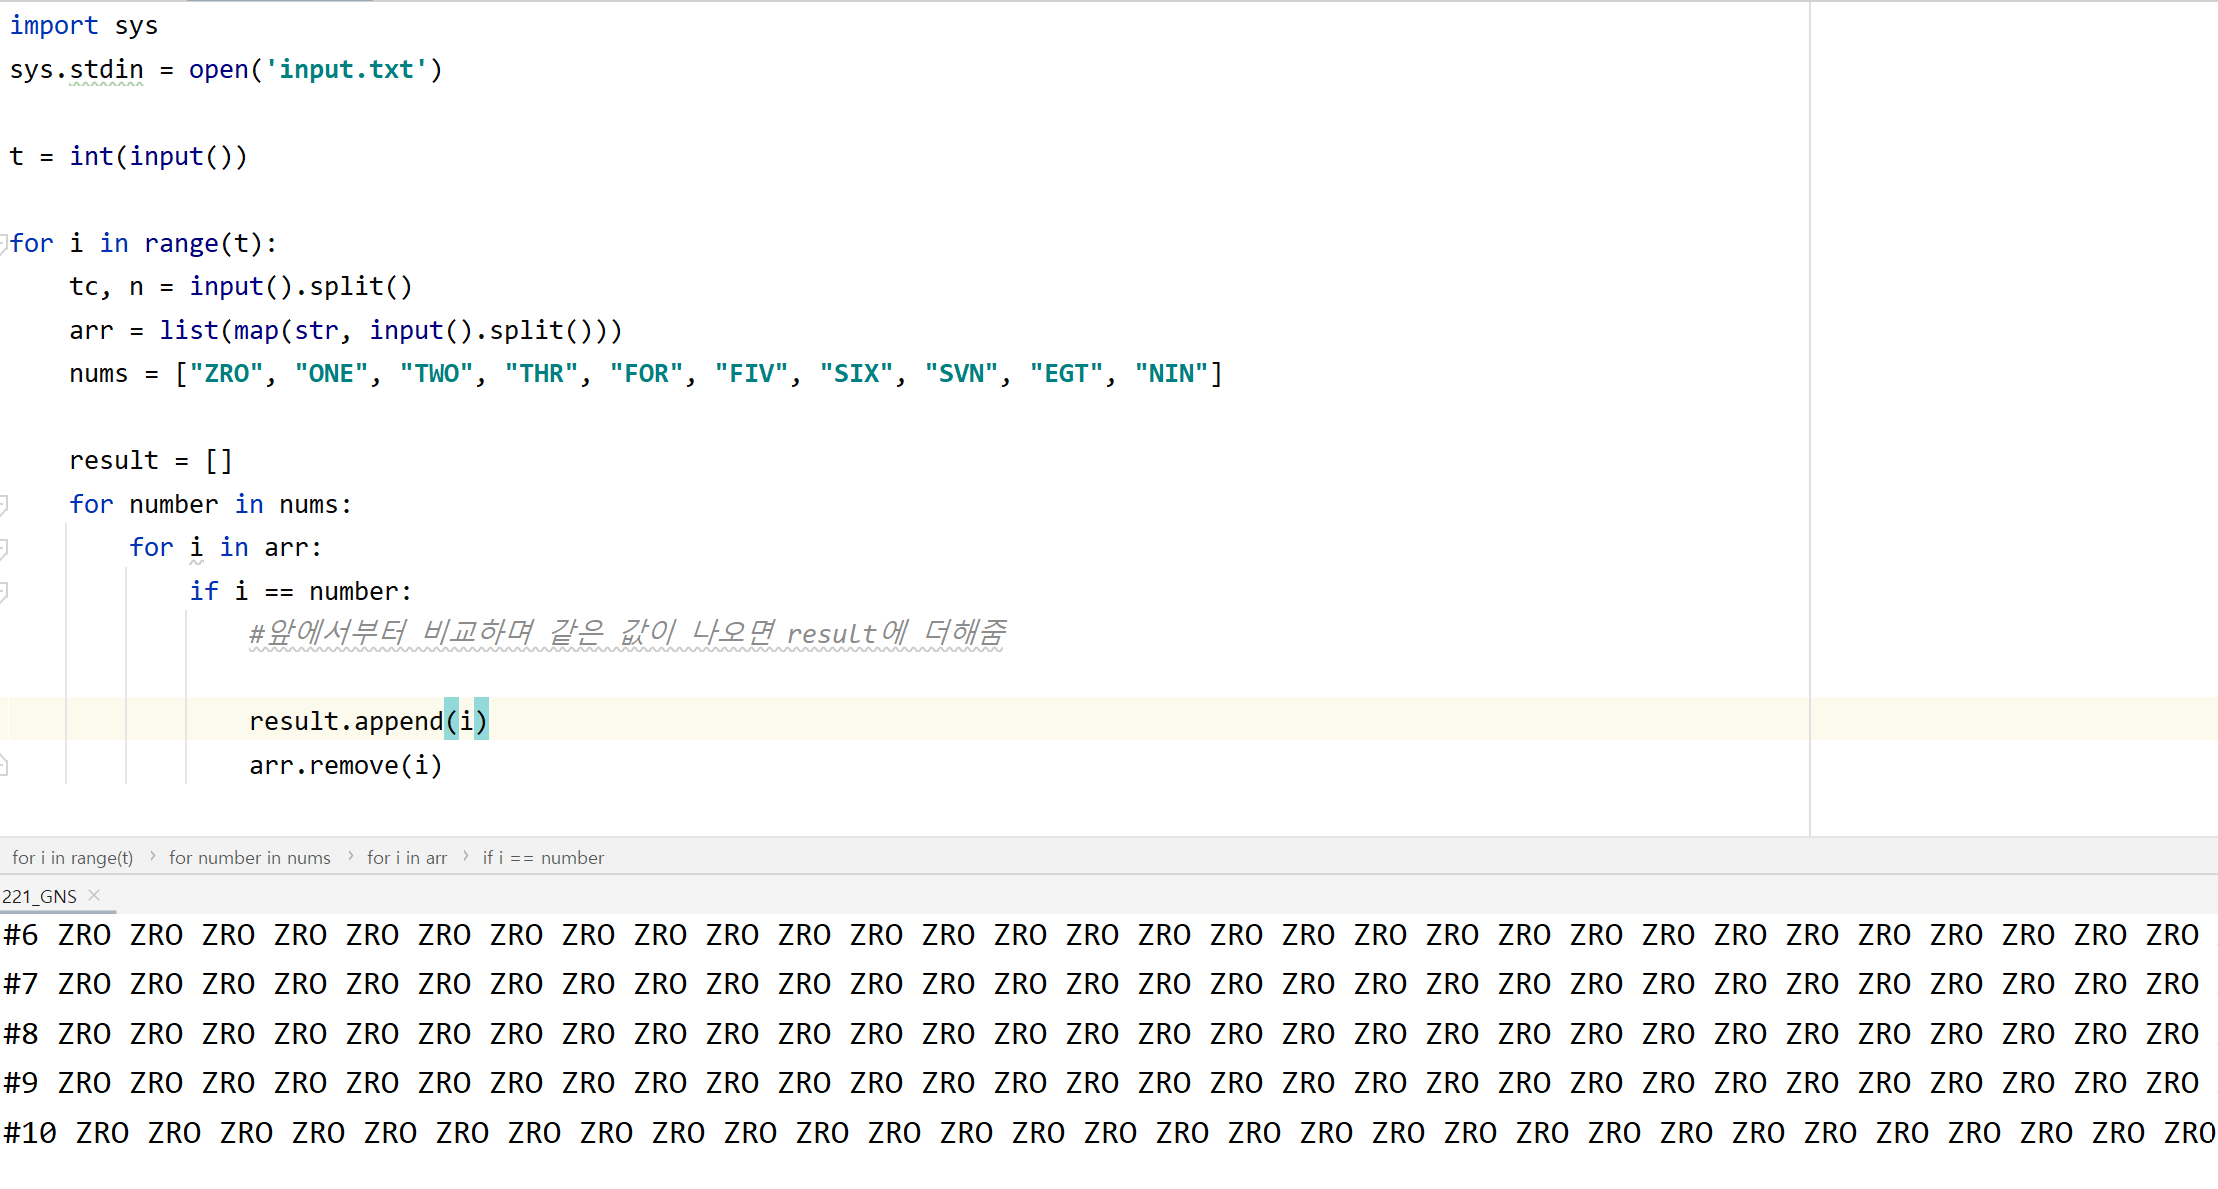 import sys
sys.stdin = open('input.txt')
t = int(input())
for i in range(t):
    tc, n = input().split()
    arr = list(map(str, input().split()))
    nums = ["ZRO", "ONE", "TWO", "THR", "FOR", "FIV", "SIX", "SVN", "EGT", "NIN"]
    result = []
    for number in nums:
        for i in arr:
            if i == number:
                #앞에서부터 비교하며 같은 값이 나오면 result에 더해줌
                result.append(i)
                arr.remove(i)
for i in range(t) › for number in nums › for i in arr › if i == number
221_GNS ×
#6 ZRO ZRO ZRO ZRO ZRO ZRO ZRO ZRO ZRO ZRO ZRO ZRO ZRO ZRO ZRO ZRO ZRO ZRO ZRO ZRO ZRO ZRO ZRO ZRO ZRO ZRO ZRO ZRO ZRO ZRO
#7 ZRO ZRO ZRO ZRO ZRO ZRO ZRO ZRO ZRO ZRO ZRO ZRO ZRO ZRO ZRO ZRO ZRO ZRO ZRO ZRO ZRO ZRO ZRO ZRO ZRO ZRO ZRO ZRO ZRO ZRO
#8 ZRO ZRO ZRO ZRO ZRO ZRO ZRO ZRO ZRO ZRO ZRO ZRO ZRO ZRO ZRO ZRO ZRO ZRO ZRO ZRO ZRO ZRO ZRO ZRO ZRO ZRO ZRO ZRO ZRO ZRO
#9 ZRO ZRO ZRO ZRO ZRO ZRO ZRO ZRO ZRO ZRO ZRO ZRO ZRO ZRO ZRO ZRO ZRO ZRO ZRO ZRO ZRO ZRO ZRO ZRO ZRO ZRO ZRO ZRO ZRO ZRO
#10 ZRO ZRO ZRO ZRO ZRO ZRO ZRO ZRO ZRO ZRO ZRO ZRO ZRO ZRO ZRO ZRO ZRO ZRO ZRO ZRO ZRO ZRO ZRO ZRO ZRO ZRO ZRO ZRO ZRO ZRO